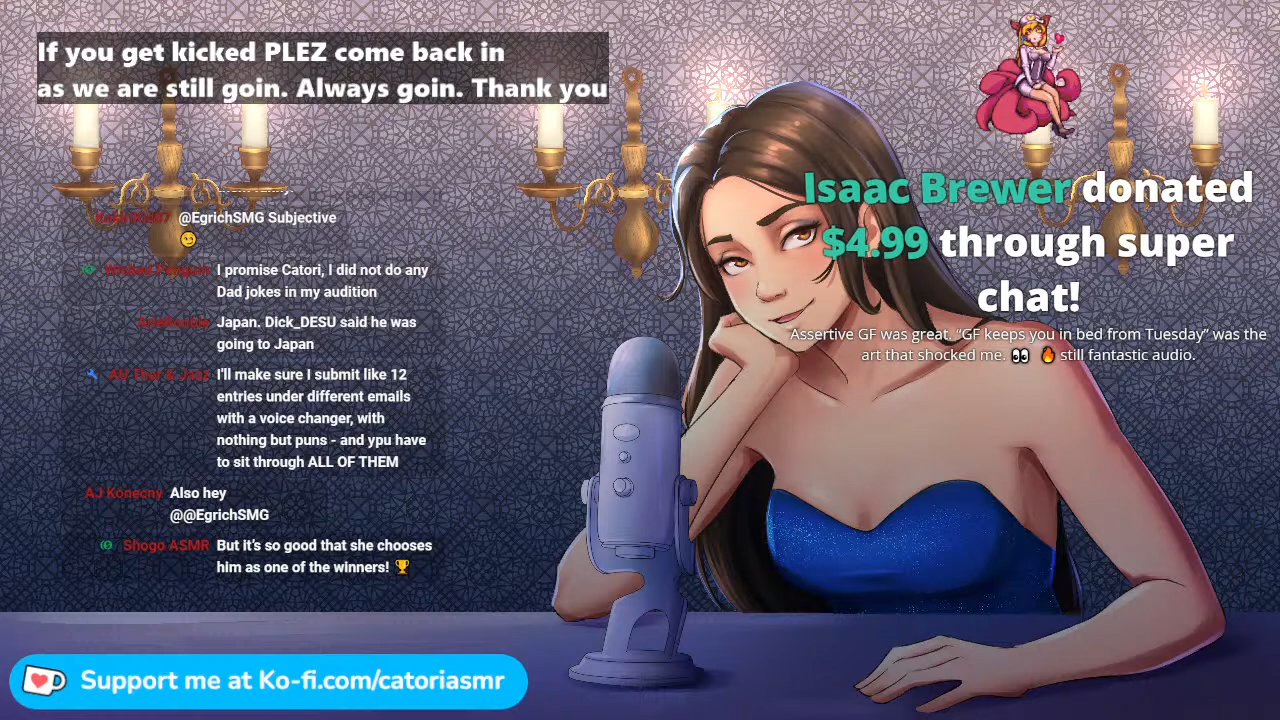 If you get kicked PLEZ come back in
as we are still goin. Always goin. Thank you
@EgrichSMG Subjective
Wicked Penguin I promise Catori, I did not do any
Dad jokes in my audition
Japan. Dick_DESU said he was
going to Japan
AU Thor & Jazz I'll make sure I submit like 12
entries under different emails
with a voice changer, with
nothing but puns - and ypu have
to sit through ALL OF THEM
AJ Konecny Also hey
@@EgrichSMG
Shogo ASMR But it's so good that she chooses
him as one of the winners! 🏆
Isaac Brewer donated
$4.99 through super
chat!
Assertive GF was great. “GF keeps you in bed from Tuesday” was the
art that shocked me. 👀 🔥 still fantastic audio.
Support me at Ko-fi.com/catoriasmr